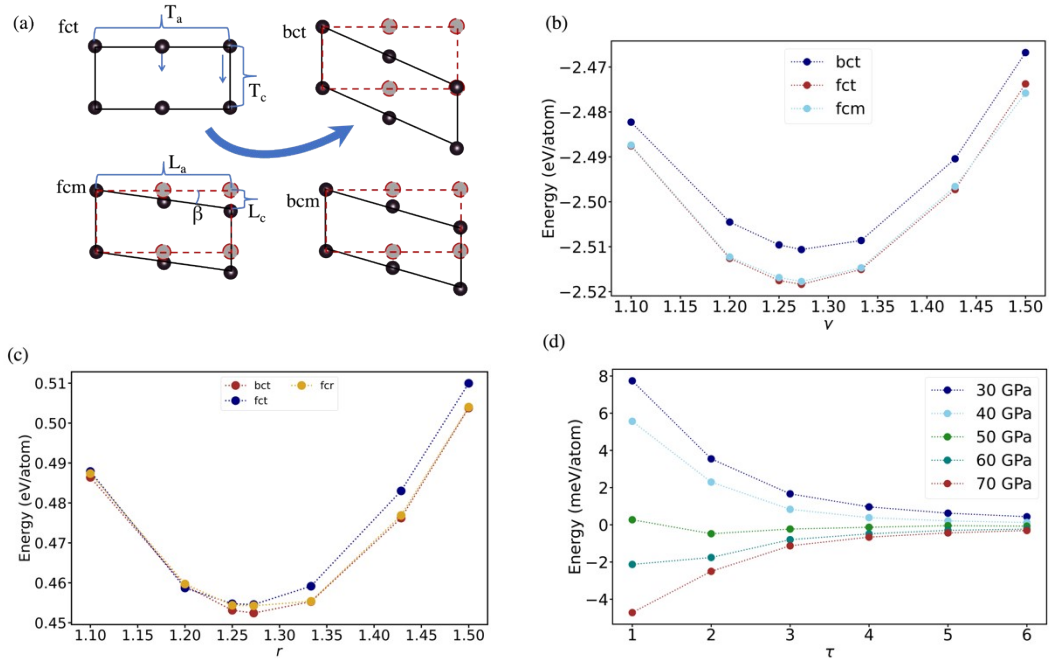 (a)
fct
T_a
T_c
bct
fcm
L_a
L_c
β
bcm
(b)
Energy (eV/atom)
−2.47
−2.48
−2.49
−2.50
−2.51
−2.52
bct
fct
fcm
1.10 1.15 1.20 1.25 1.30 1.35 1.40 1.45 1.50
ν
(c)
Energy (eV/atom)
0.51
0.50
0.49
0.48
0.47
0.46
0.45
bct fcr
fct
1.10 1.15 1.20 1.25 1.30 1.35 1.40 1.45 1.50
r
(d)
Energy (meV/atom)
8
6
4
2
0
−2
−4
30 GPa
40 GPa
50 GPa
60 GPa
70 GPa
1 2 3 4 5 6
τ